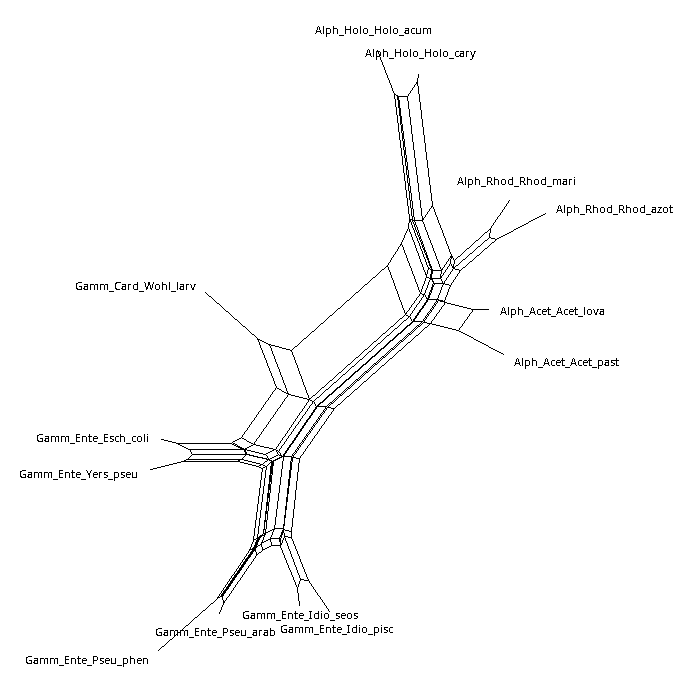 Alph_Holo_Holo_acum
Alph_Holo_Holo_cary
Alph_Rhod_Rhod_mari
Alph_Rhod_Rhod_azot
Gamm_Card_Wohl_larv
Alph_Acet_Acet_lova
Alph_Acet_Acet_past
Gamm_Ente_Esch_coli
Gamm_Ente_Yers_pseu
Gamm_Ente_Idio_seos
Gamm_Ente_Idio_pisc
Gamm_Ente_Pseu_arab
Gamm_Ente_Pseu_phen